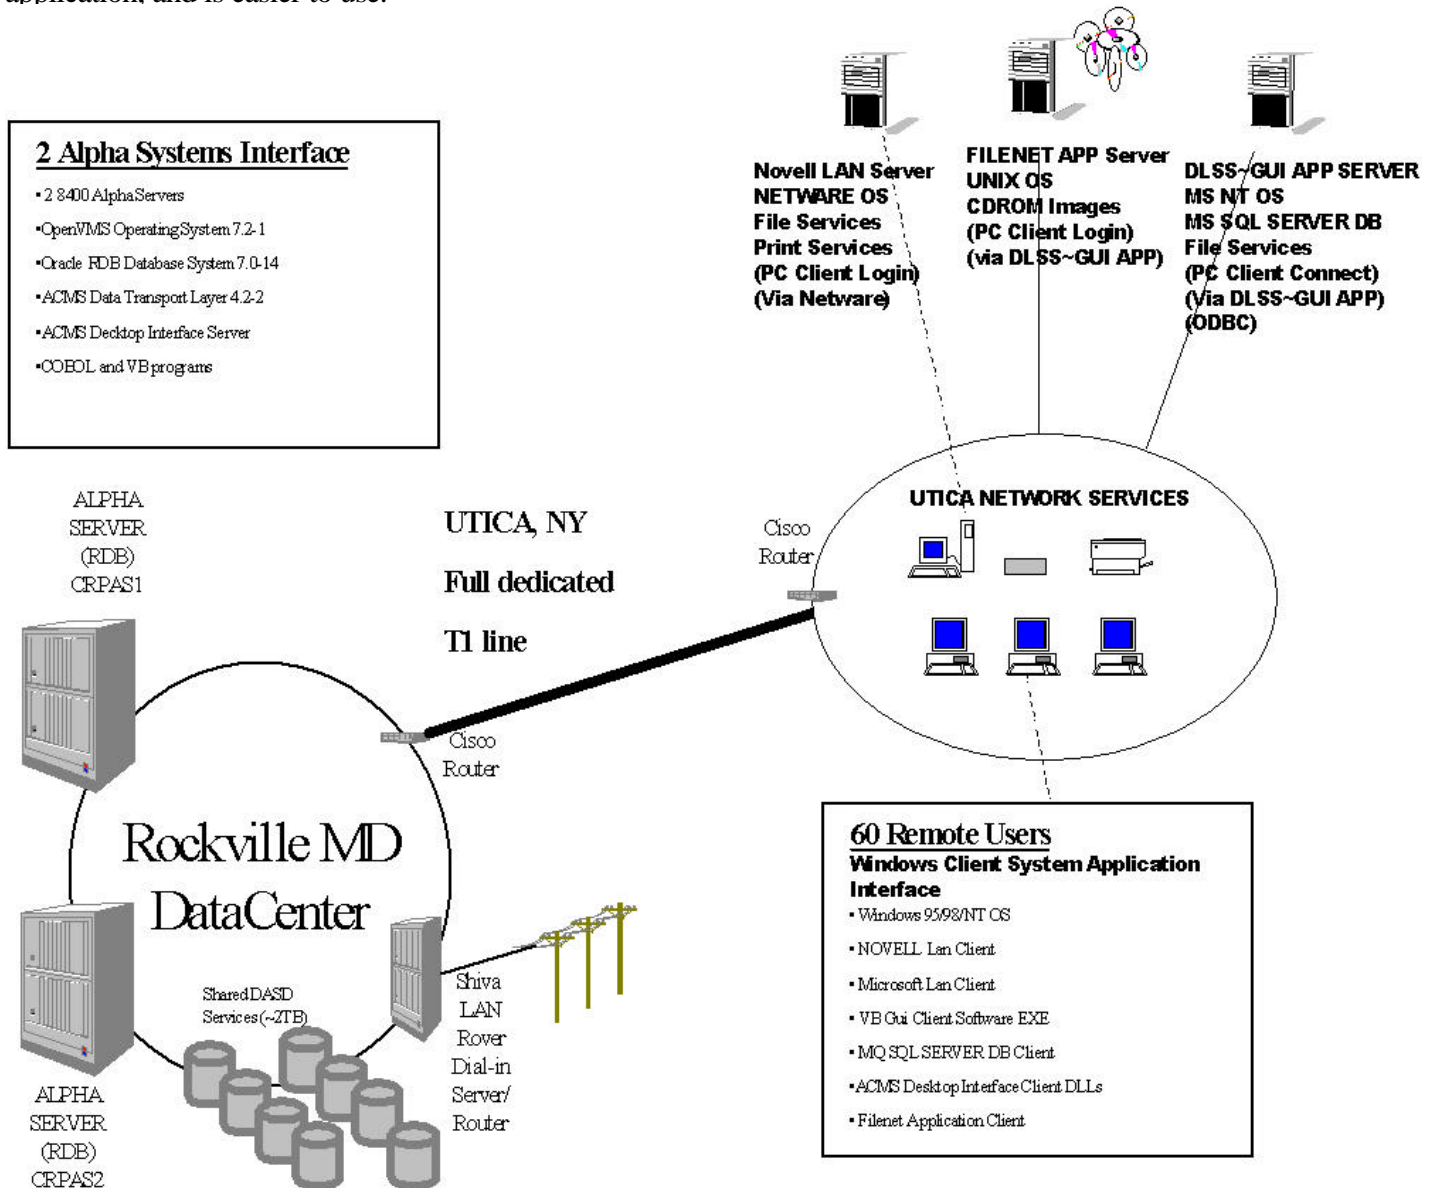 application, and is easier to use.
2 Alpha Systems Interface
▪ 2 8400 AlphaServers
▪OpenVMS Operating System 7.2-1
▪Oracle RDB Database System 7.0-14
▪ACMS Data Transport Layer 4.2-2
▪ACMS Decktop Interface Server
▪COBOL and VB programs
Novell LAN Server
NETWARE OS
File Services
Print Services
(PC Client Login)
(Via Netware)
FILENET APP Server
UNIX OS
CDROM Images
(PC Client Login)
(via DLSS~GUI APP)
DLSS~GUI APP SERVER
MS NT OS
MS SQL SERVER DB
File Services
(PC Client Connect)
(Via DLSS~GUI APP)
(ODBC)
ALPHA
SERVER
(RDB)
CRPAS1
UTICA, NY
Full dedicated
T1 line
Cisco
Router
UTICA NETWORK SERVICES
Cisco
Router
Rockville MD
DataCenter
Shared DASD
Services (~2TB)
Shiva
LAN
Rover
Dial-in
Server/
Router
ALPHA
SERVER
(RDB)
CRPAS2
60 Remote Users
Windows Client System Application
Interface
▪ Windows 95/98/NT OS
▪ NOVELL Lan Client
▪ Microsoft Lan Client
▪ VB Gui Client Software EXE
▪ MQ SQL SERVER DB Client
▪ACMS Desktop Interface Client DLLs
▪ Filenet Application Client